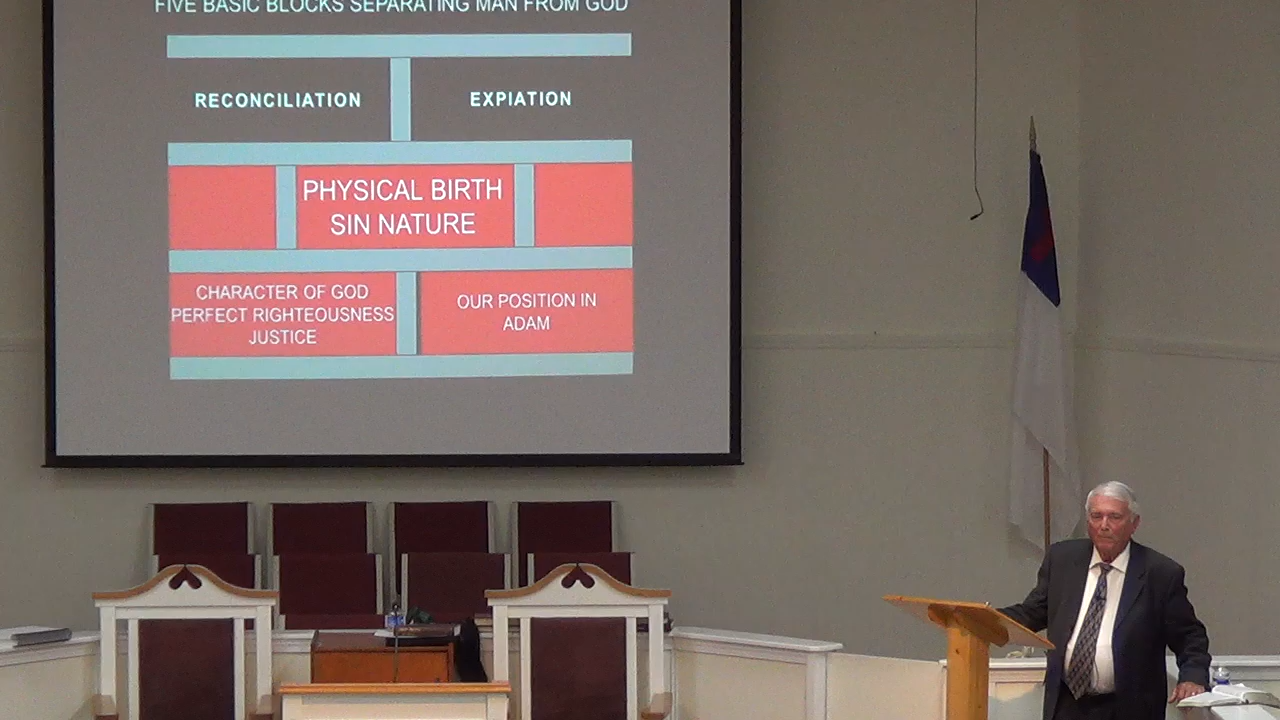 FIVE BASIC BLOCKS SEPARATING MAN FROM GOD
RECONCILIATION
EXPIATION
PHYSICAL BIRTH
SIN NATURE
CHARACTER OF GOD
PERFECT RIGHTEOUSNESS
JUSTICE
OUR POSITION IN
ADAM